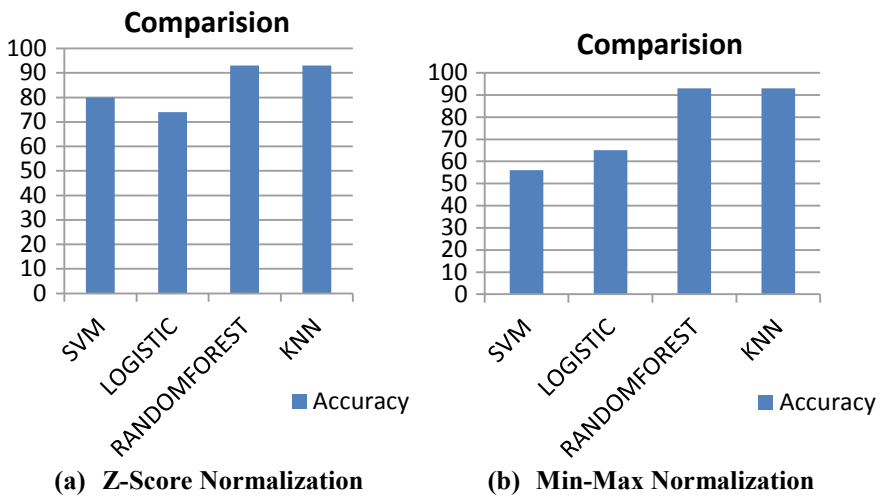 Comparision
100
90
80
70
60
50
40
30
20
10
0
SVM
LOGISTIC
RANDOMFOREST
KNN
Accuracy
(a) Z-Score Normalization
Comparision
100
90
80
70
60
50
40
30
20
10
0
SVM
LOGISTIC
RANDOMFOREST
KNN
Accuracy
(b) Min-Max Normalization